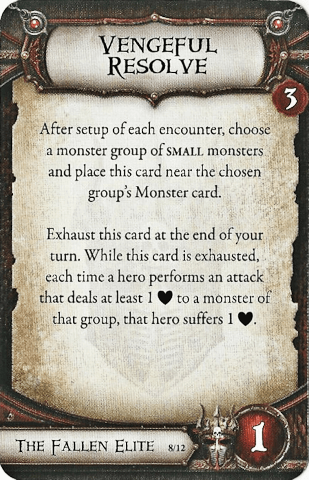 VENGEFUL
RESOLVE
3
After setup of each encounter, choose
a monster group of SMALL monsters
and place this card near the chosen
group's Monster card.
Exhaust this card at the end of your
turn. While this card is exhausted,
each time a hero performs an attack
that deals at least 1 ♥ to a monster of
that group, that hero suffers 1 ♥.
THE FALLEN ELITE 8/12
1